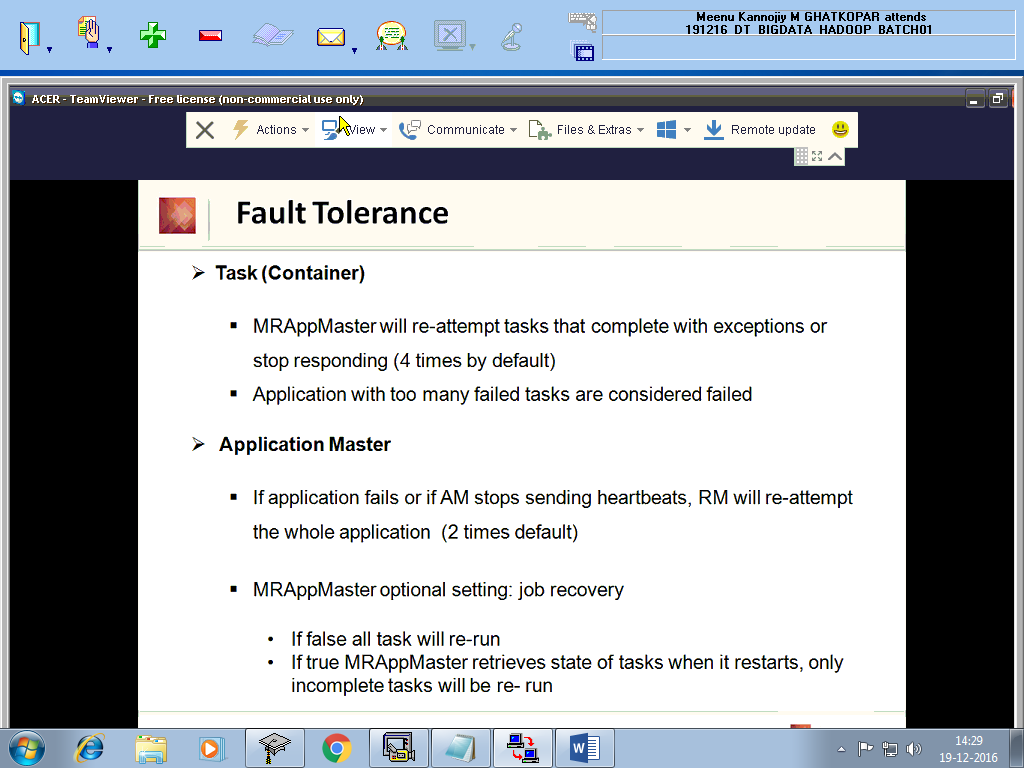 Meenu Kannojiy M GHATKOPAR attends
191216_DT_BIGDATA_HADOOP_BATCH01
ACER - TeamViewer - Free license (non-commercial use only)
Actions View Communicate Files & Extras Remote update
Fault Tolerance
Task (Container)
MRAppMaster will re-attempt tasks that complete with exceptions or
stop responding (4 times by default)
Application with too many failed tasks are considered failed
Application Master
If application fails or if AM stops sending heartbeats, RM will re-attempt
the whole application (2 times default)
MRAppMaster optional setting: job recovery
If false all task will re-run
If true MRAppMaster retrieves state of tasks when it restarts, only
incomplete tasks will be re- run
14:29
19-12-2016